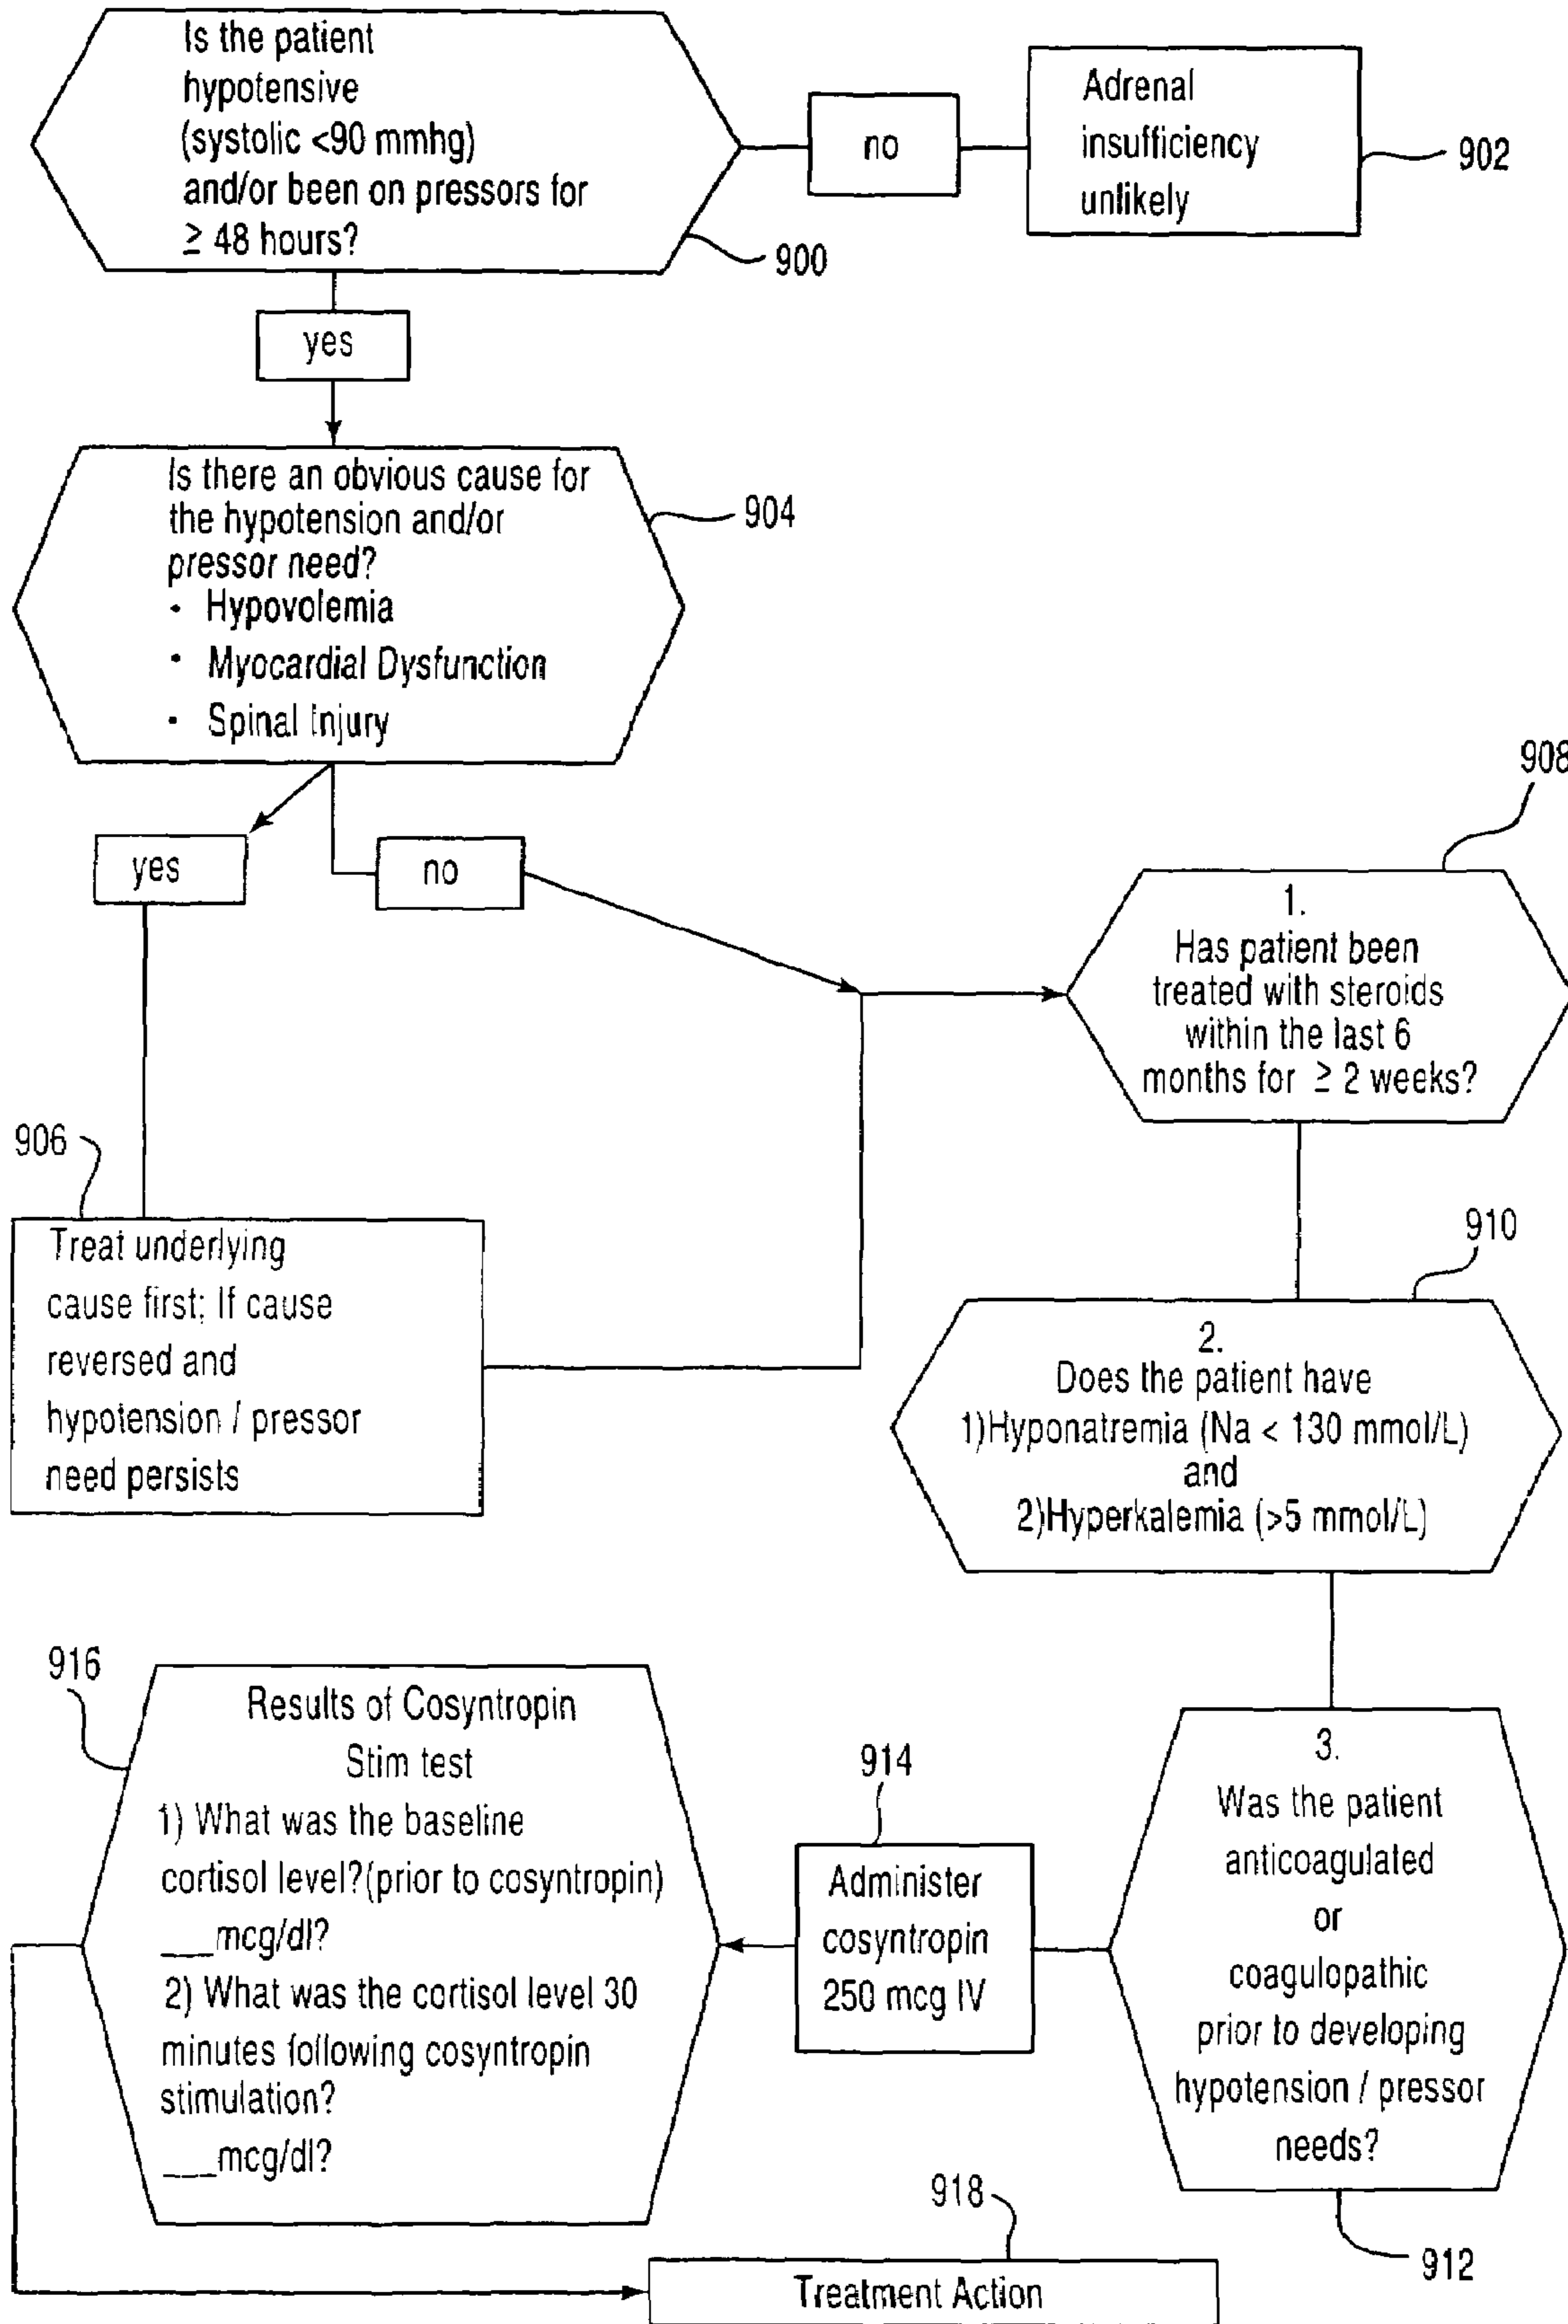 Is the patient
hypotensive
(systolic <90 mmhg)
and/or been on pressors for
≥ 48 hours?
900
no
Adrenal
insufficiency
unlikely
902
yes
Is there an obvious cause for
the hypotension and/or
pressor need?
- Hypovolemia
- Myocardial Dysfunction
- Spinal Injury
904
yes
no
908
1.
Has patient been
treated with steroids
within the last 6
months for ≥ 2 weeks?
906
Treat underlying
cause first; If cause
reversed and
hypotension / pressor
need persists
910
2.
Does the patient have
1)Hyponatremia (Na < 130 mmol/L)
and
2)Hyperkalemia (>5 mmol/L)
3.
Was the patient
anticoagulated
or
coagulopathic
prior to developing
hypotension / pressor
needs?
912
914
Administer
cosyntropin
250 mcg IV
916
Results of Cosyntropin
Stim test
1) What was the baseline
cortisol level?(prior to cosyntropin)
___mcg/dl?
2) What was the cortisol level 30
minutes following cosyntropin
stimulation?
___mcg/dl?
918
Treatment Action